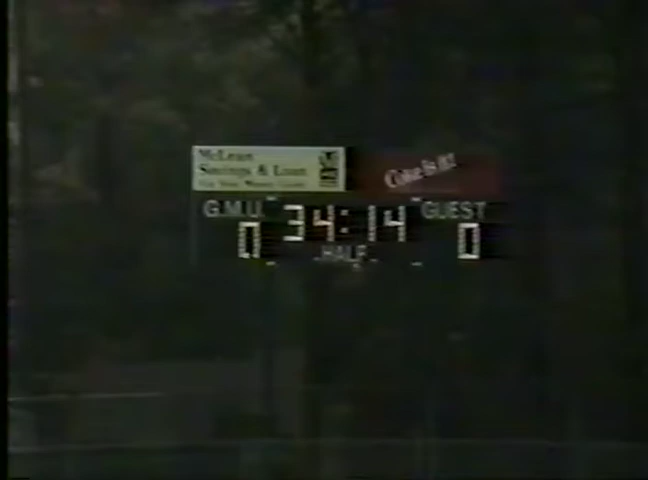 McLean
Savings & Loan
Coke Is It!
G.M.U. 34:14 GUEST
0 HALF 0